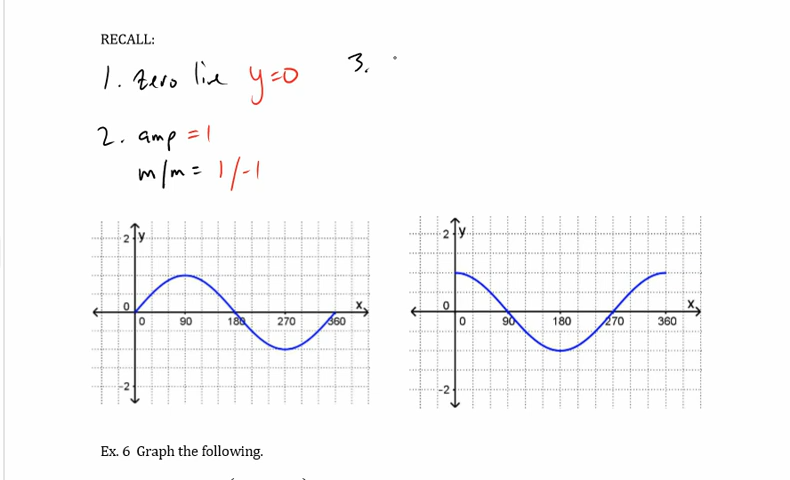 RECALL:
1. zero line y=0
3.
2. amp = 1
m/m = 1/-1
2 y
0
0 90 180 270 360 x
-2
2 y
0
0 90 180 270 360 x
-2
Ex. 6 Graph the following.